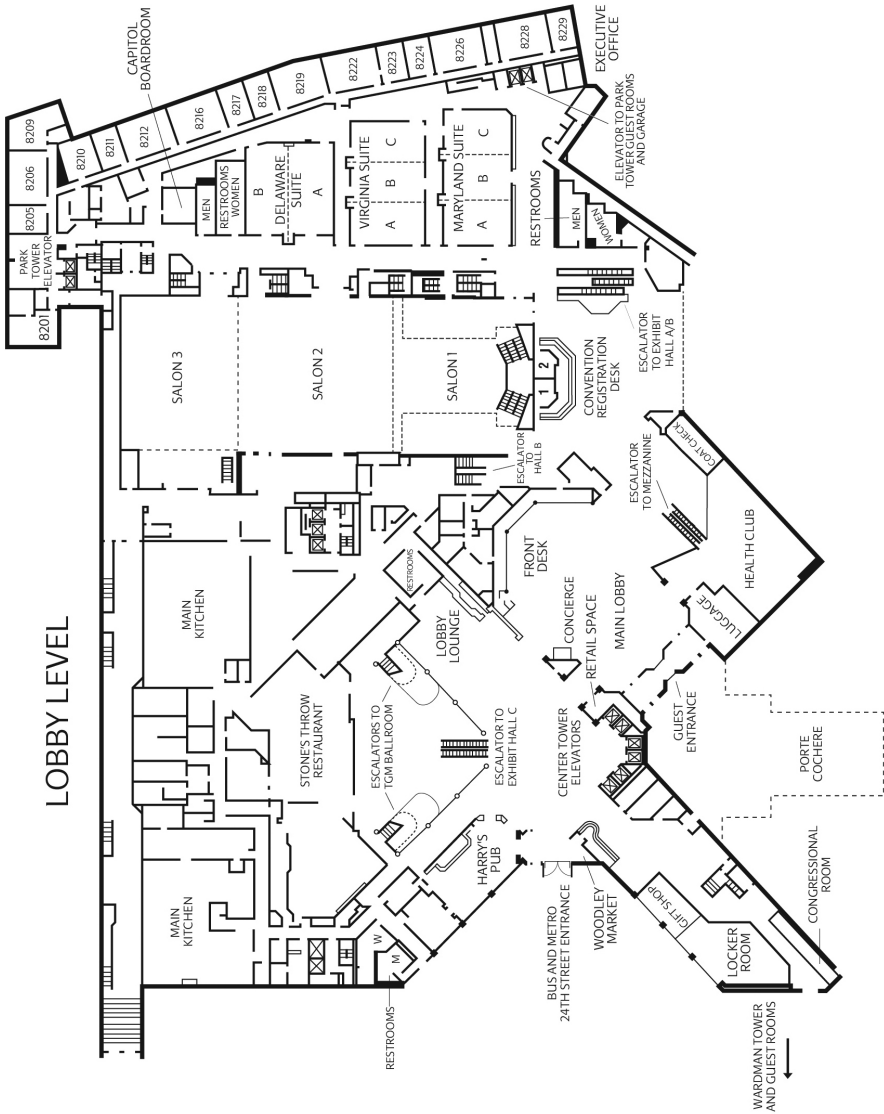 LOBBY LEVEL
CAPITOL
BOARDROOM
8209
8206
8205
PARK
TOWER
ELEVATOR
8201
8210
8211
8212
8216
8217
8218
8219
8222
8223
8224
8226
8228
8229
EXECUTIVE
OFFICE
MEN
RESTROOMS
WOMEN
B
DELAWARE
SUITE
A
VIRGINIA SUITE
A
B
C
MARYLAND SUITE
A
B
C
ELEVATOR TO PARK
TOWER GUEST ROOMS
AND GARAGE
RESTROOMS
MEN
WOMEN
SALON 3
SALON 2
SALON 1
1
2
CONVENTION
REGISTRATION
DESK
ESCALATOR
TO EXHIBIT
HALL A/B
ESCALATOR
TO
HALL B
ESCALATOR
TO MEZZANINE
COAT CHECK
HEALTH CLUB
LUGGAGE
MAIN
KITCHEN
RESTROOMS
FRONT
DESK
LOBBY
LOUNGE
CONCIERGE
RETAIL SPACE
MAIN LOBBY
STONE'S THROW
RESTAURANT
ESCALATORS TO
TGM BALLROOM
ESCALATOR TO
EXHIBIT HALL C
CENTER TOWER
ELEVATORS
GUEST
ENTRANCE
PORTE
COCHERE
MAIN
KITCHEN
HARRY'S
PUB
W
M
RESTROOMS
BUS AND METRO
24TH STREET ENTRANCE
WOODLEY
MARKET
GIFT SHOP
LOCKER
ROOM
CONGRESSIONAL
ROOM
WARDMAN TOWER
AND GUEST ROOMS